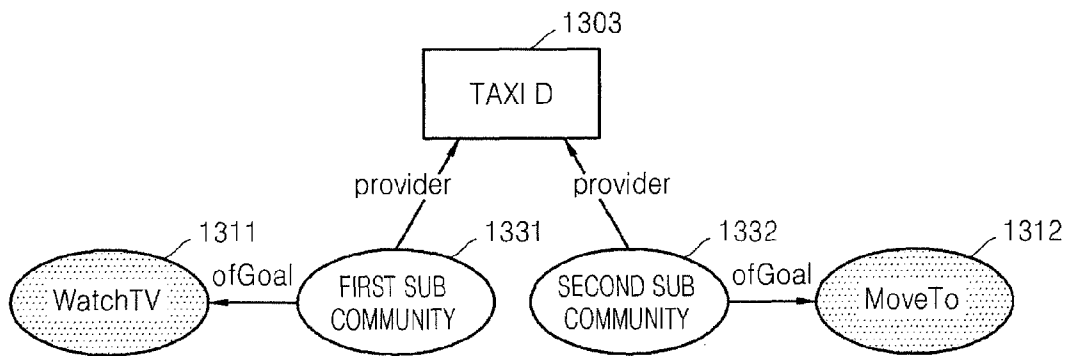 1303
TAXI D
provider
provider
1311
1331
1332
1312
ofGoal
ofGoal
WatchTV
FIRST SUB
COMMUNITY
SECOND SUB
COMMUNITY
MoveTo